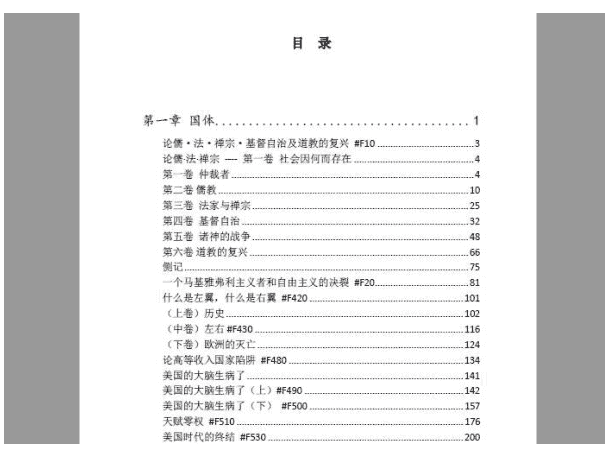 目 录
第一章 国体...................................... 1
论儒·法·禅宗·基督自治及道教的复兴 #F10 ................................3
论儒·法·禅宗 ---- 第一卷 社会因何而存在 ........................................4
第一卷 仲裁者 ................................................................................4
第二卷 儒教 ................................................................................10
第三卷 法家与禅宗 ........................................................................25
第四卷 基督自治 ............................................................................32
第五卷 诸神的战争 ........................................................................48
第六卷 道教的复兴 ........................................................................66
侧记 ............................................................................................75
一个马基雅弗利主义者和自由主义的决裂 #F20................................81
什么是左翼，什么是右翼 #F420 ....................................................101
（上卷）历史 ................................................................................102
（中卷）左右 #F430 ........................................................................116
（下卷）欧洲的灭亡 ........................................................................124
论高等收入国家陷阱 #F480 ............................................................134
美国的大脑生病了 ............................................................................141
美国的大脑生病了（上）#F490 ........................................................142
美国的大脑生病了（下） #F500 ........................................................157
天赋零权 #F510 ................................................................................176
美国时代的终结 #F530 ....................................................................200